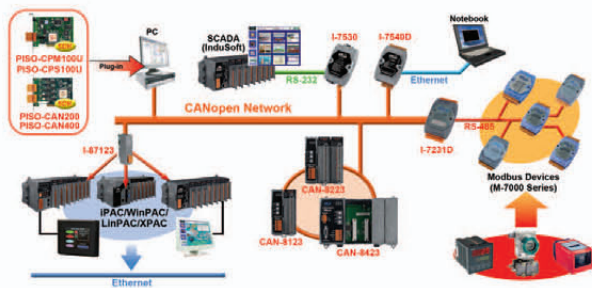 PISO-CPM100U
PISO-CPS100U
PISO-CAN200
PISO-CAN400
Plug-in
PC
SCADA
(InduSoft)
RS-232
I-7530
I-7540D
Ethernet
Notebook
CANopen Network
I-7231D
RS-485
Modbus Devices
(M-7000 Series)
I-87123
iPAC/WinPAC/
LinPAC/XPAC
Ethernet
CAN-8223
CAN-8123
CAN-8423